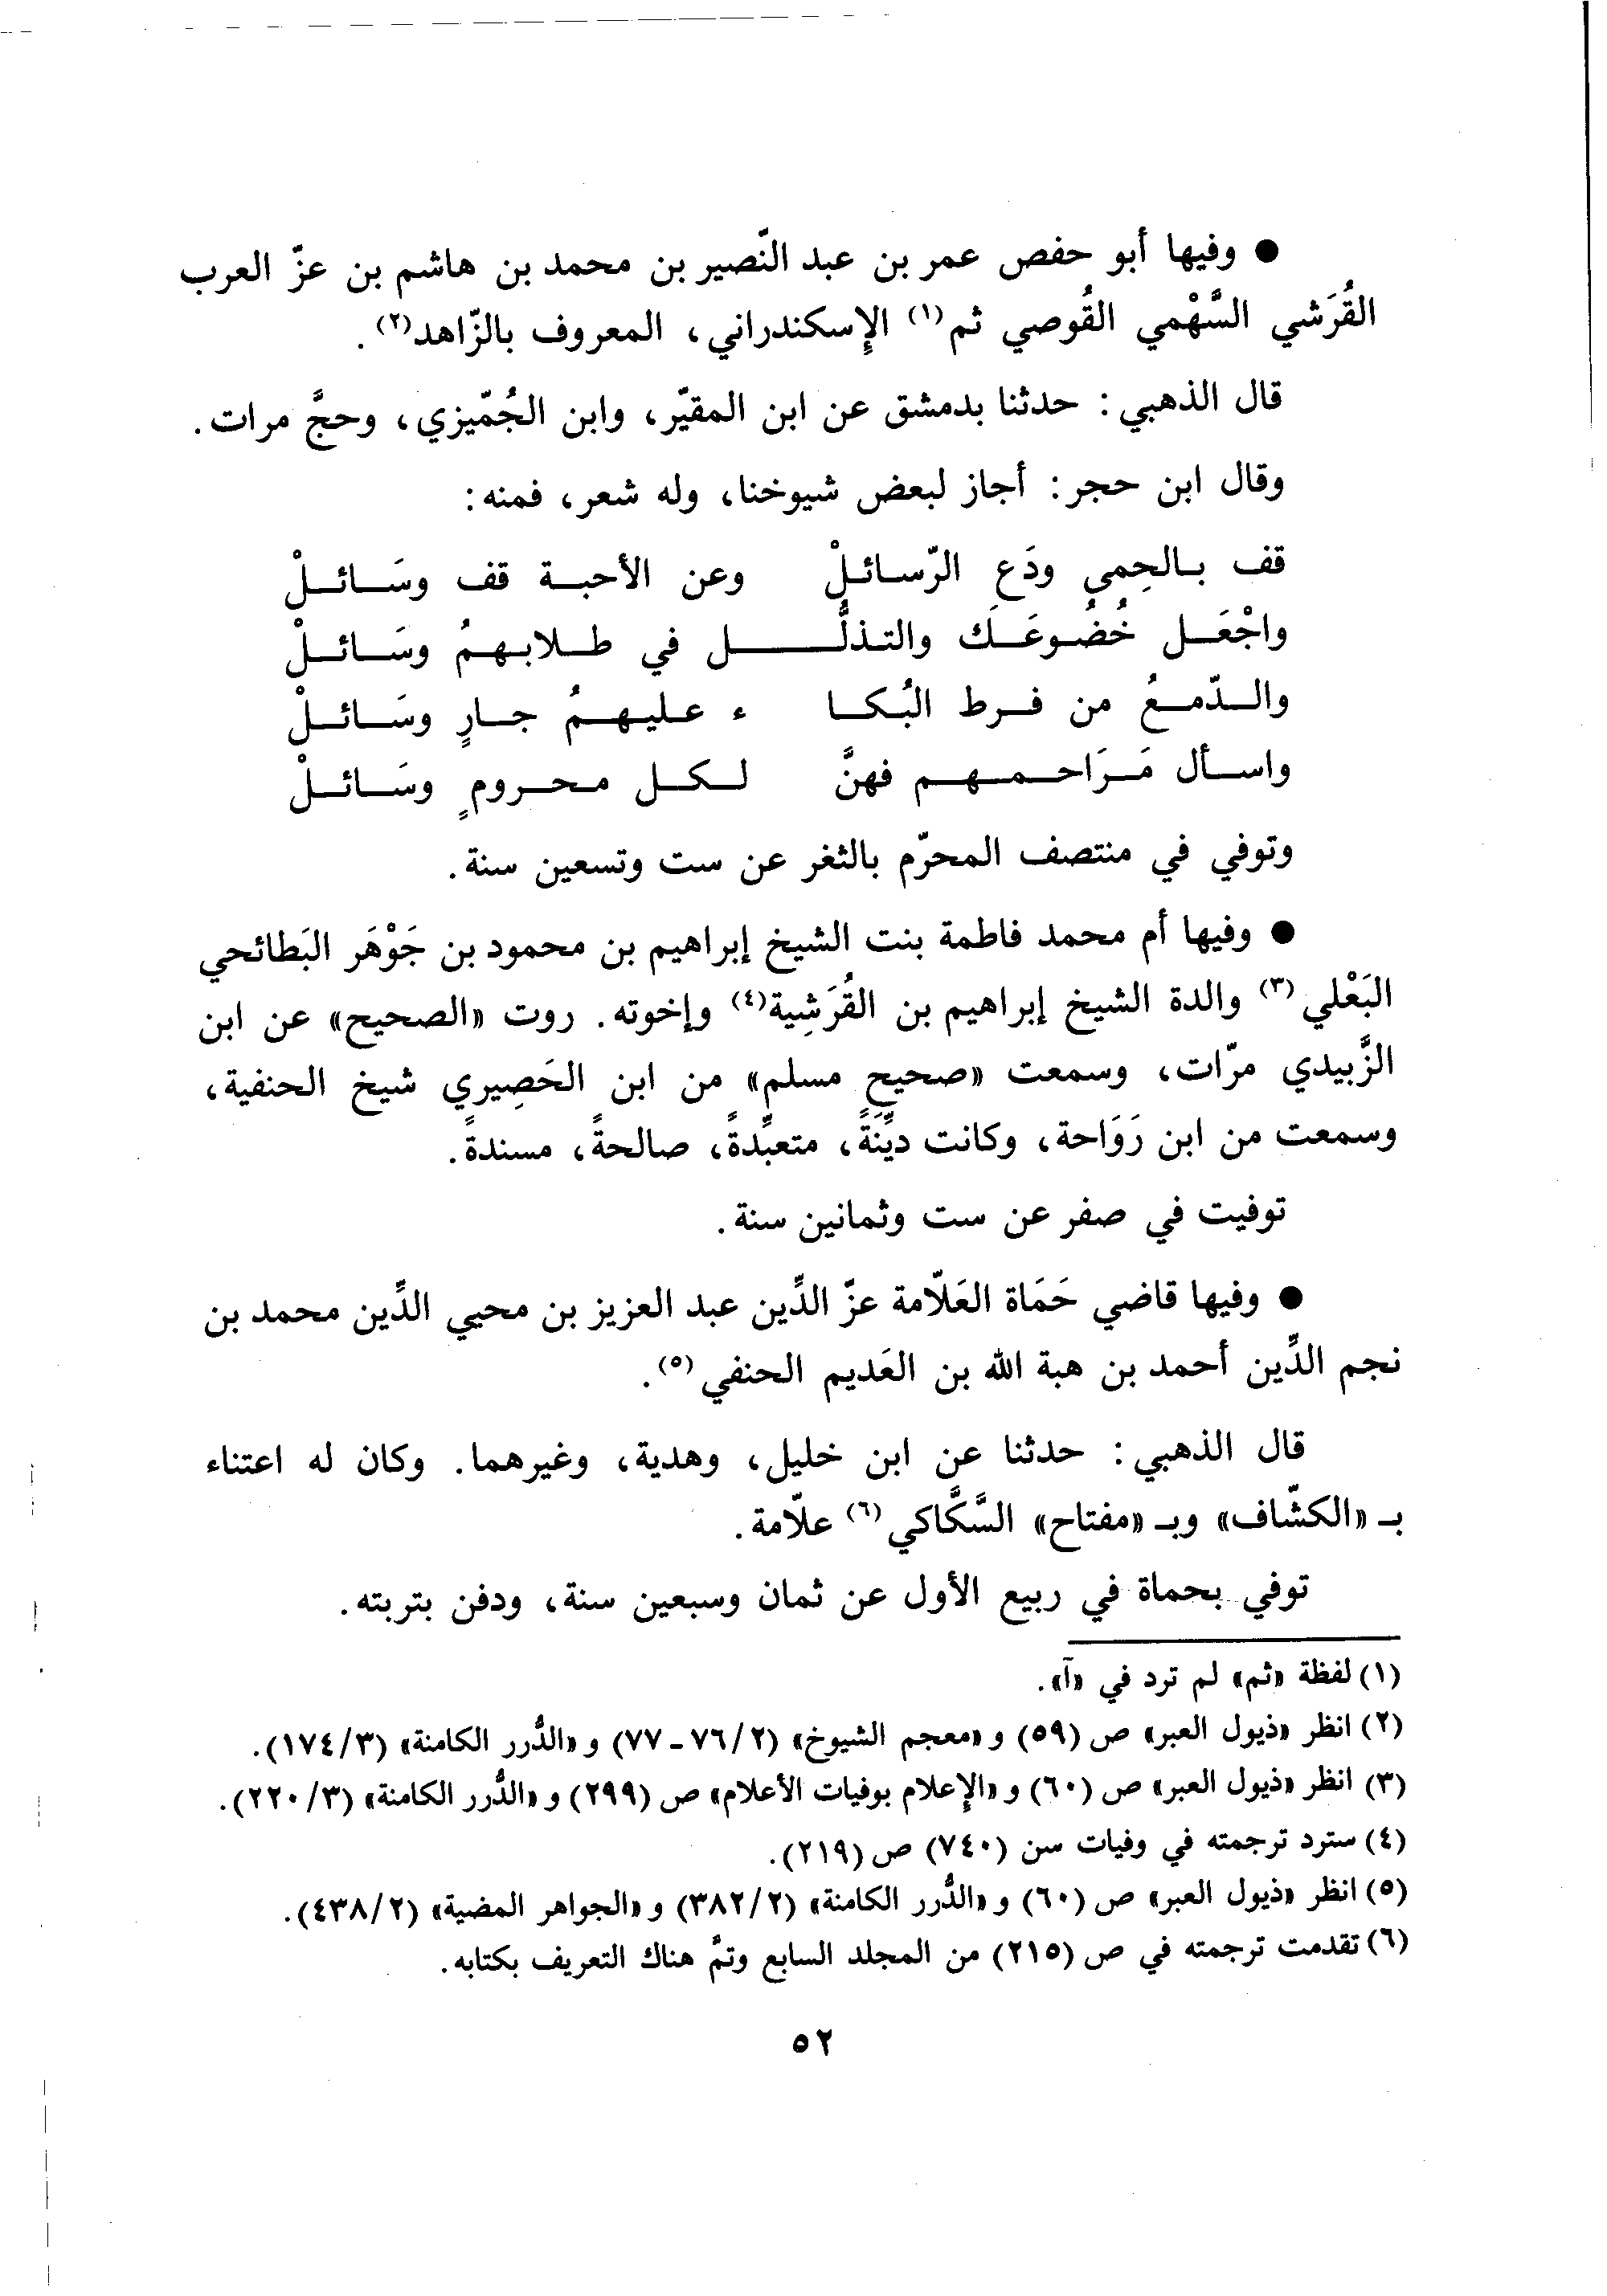 ● وفيها أبو حفص عمر بن عبد النّصير بن محمد بن هاشم بن عزّ العرب
القُرَشي السَّهْمي القُوصي ثم(١) الإسكندراني، المعروف بالزّاهد(٢).
قال الذهبي: حدثنا بدمشق عن ابن المقيّر، وابن الجُمّيزي، وحجَّ مرات.
وقال ابن حجر: أجاز لبعض شيوخنا، وله شعر، فمنه:
قف بـالحِمى ودَعِ الرّسـائلْ وعن الأحبـة قف وسَـائـلْ
واجْعَـل خُضُـوعَـك والتـذلُّـل في طـلابـهـمُ وسَـائـلْ
والـدّمـعُ من فـرط البُكـا ء عليهـمُ جـارٍ وسَـائـلْ
واسـأل مَـرَاحـمـهـم فهنَّ لـكـل مـحـروم وسَـائـلْ
وتوفي في منتصف المحرّم بالثغر عن ست وتسعين سنة.
● وفيها أم محمد فاطمة بنت الشيخ إبراهيم بن محمود بن جَوْهَر البَطائحي
البَعْلي(٣) والدة الشيخ إبراهيم بن القُرَشِية(٤) وإخوته. روت «الصحيح» عن ابن
الزَّبيدي مرّات، وسمعت «صحيح مسلم» من ابن الحَصِيري شيخ الحنفية،
وسمعت من ابن رَوَاحة، وكانت ديِّنَةً، متعبِّدةً، صالحةً، مسندةً.
توفيت في صفر عن ست وثمانين سنة.
● وفيها قاضي حَمَاة العَلّامة عزّ الدِّين عبد العزيز بن محيي الدِّين محمد بن
نجم الدِّين أحمد بن هبة الله بن العَديم الحنفي(٥).
قال الذهبي: حدثنا عن ابن خليل، وهدية، وغيرهما. وكان له اعتناء
بـ «الكشّاف» وبـ «مفتاح» السَّكَّاكي(٦) علّامة.
توفي بحماة في ربيع الأول عن ثمان وسبعين سنة، ودفن بتربته.
(١) لفظة «ثم» لم ترد في «آ».
(٢) انظر «ذيول العبر» ص (٥٩) و«معجم الشيوخ» (٢/ ٧٦ - ٧٧) و«الدُّرر الكامنة» (٣/ ١٧٤).
(٣) انظر «ذيول العبر» ص (٦٠) و«الإعلام بوفيات الأعلام» ص (٢٩٩) و«الدُّرر الكامنة» (٣/ ٢٢٠).
(٤) سترد ترجمته في وفيات سن (٧٤٠) ص (٢١٩).
(٥) انظر «ذيول العبر» ص (٦٠) و«الدُّرر الكامنة» (٢/ ٣٨٢) و«الجواهر المضية» (٢/ ٤٣٨).
(٦) تقدمت ترجمته في ص (٢١٥) من المجلد السابع وتمَّ هناك التعريف بكتابه.
٥٢